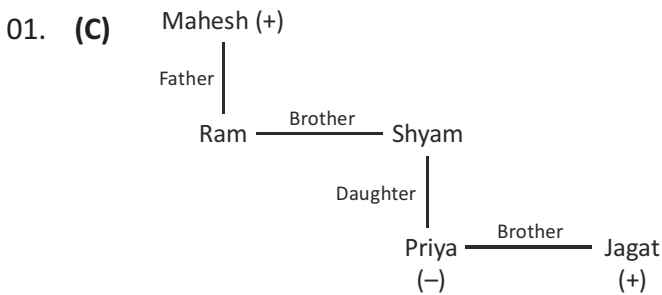 01. (C) Mahesh (+)
Father
Brother
Ram Shyam
Daughter
Brother
Priya Jagat
(–) (+)